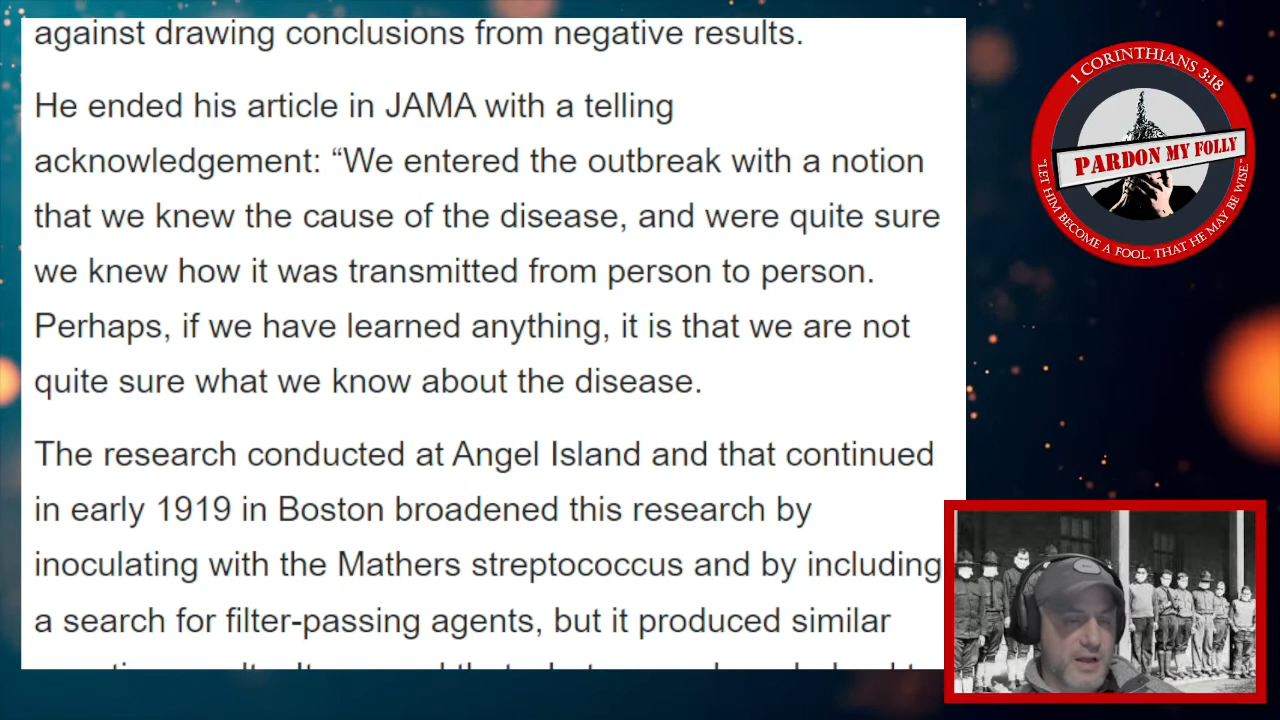 against drawing conclusions from negative results.
He ended his article in JAMA with a telling
acknowledgement: “We entered the outbreak with a notion
that we knew the cause of the disease, and were quite sure
we knew how it was transmitted from person to person.
Perhaps, if we have learned anything, it is that we are not
quite sure what we know about the disease.
The research conducted at Angel Island and that continued
in early 1919 in Boston broadened this research by
inoculating with the Mathers streptococcus and by including
a search for filter-passing agents, but it produced similar
1 CORINTHIANS 3:18
PARDON MY FOLLY
"LET HIM BECOME A FOOL, THAT HE MAY BE WISE."